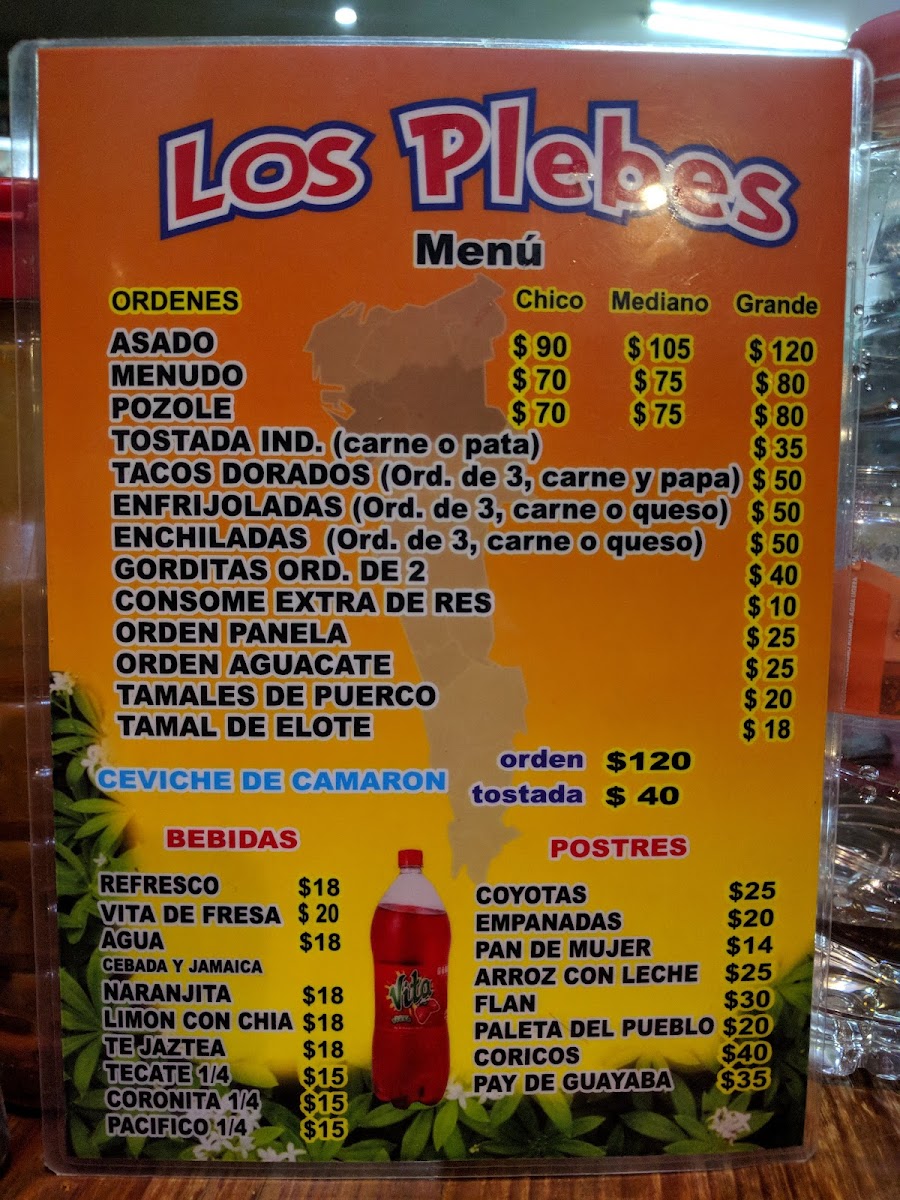 Los Plebes
Menú
ORDENES Chico Mediano Grande
ASADO $ 90 $ 105 $ 120
MENUDO $ 70 $ 75 $ 80
POZOLE $ 70 $ 75 $ 80
TOSTADA IND. (carne o pata) $ 35
TACOS DORADOS (Ord. de 3, carne y papa) $ 50
ENFRIJOLADAS (Ord. de 3, carne o queso) $ 50
ENCHILADAS (Ord. de 3, carne o queso) $ 50
GORDITAS ORD. DE 2 $ 40
CONSOME EXTRA DE RES $ 10
ORDEN PANELA $ 25
ORDEN AGUACATE $ 25
TAMALES DE PUERCO $ 20
TAMAL DE ELOTE $ 18
CEVICHE DE CAMARON
orden $120
tostada $ 40
BEBIDAS
REFRESCO $18
VITA DE FRESA $ 20
AGUA $18
CEBADA Y JAMAICA
NARANJITA $18
LIMON CON CHIA $18
TE JAZTEA $18
TECATE 1/4 $15
CORONITA 1/4 $15
PACIFICO 1/4 $15
Vita
POSTRES
COYOTAS $25
EMPANADAS $20
PAN DE MUJER $14
ARROZ CON LECHE $25
FLAN $30
PALETA DEL PUEBLO $20
CORICOS $40
PAY DE GUAYABA $35